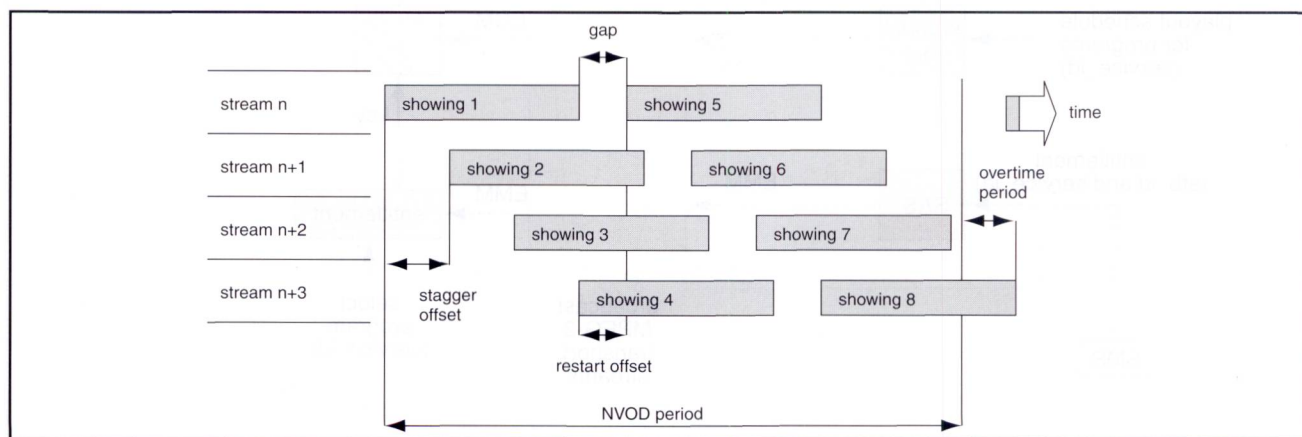 gap
stream n
showing 1
showing 5
time
stream n+1
showing 2
showing 6
overtime
period
stream n+2
showing 3
showing 7
stream n+3
stagger
offset
showing 4
showing 8
restart offset
NVOD period